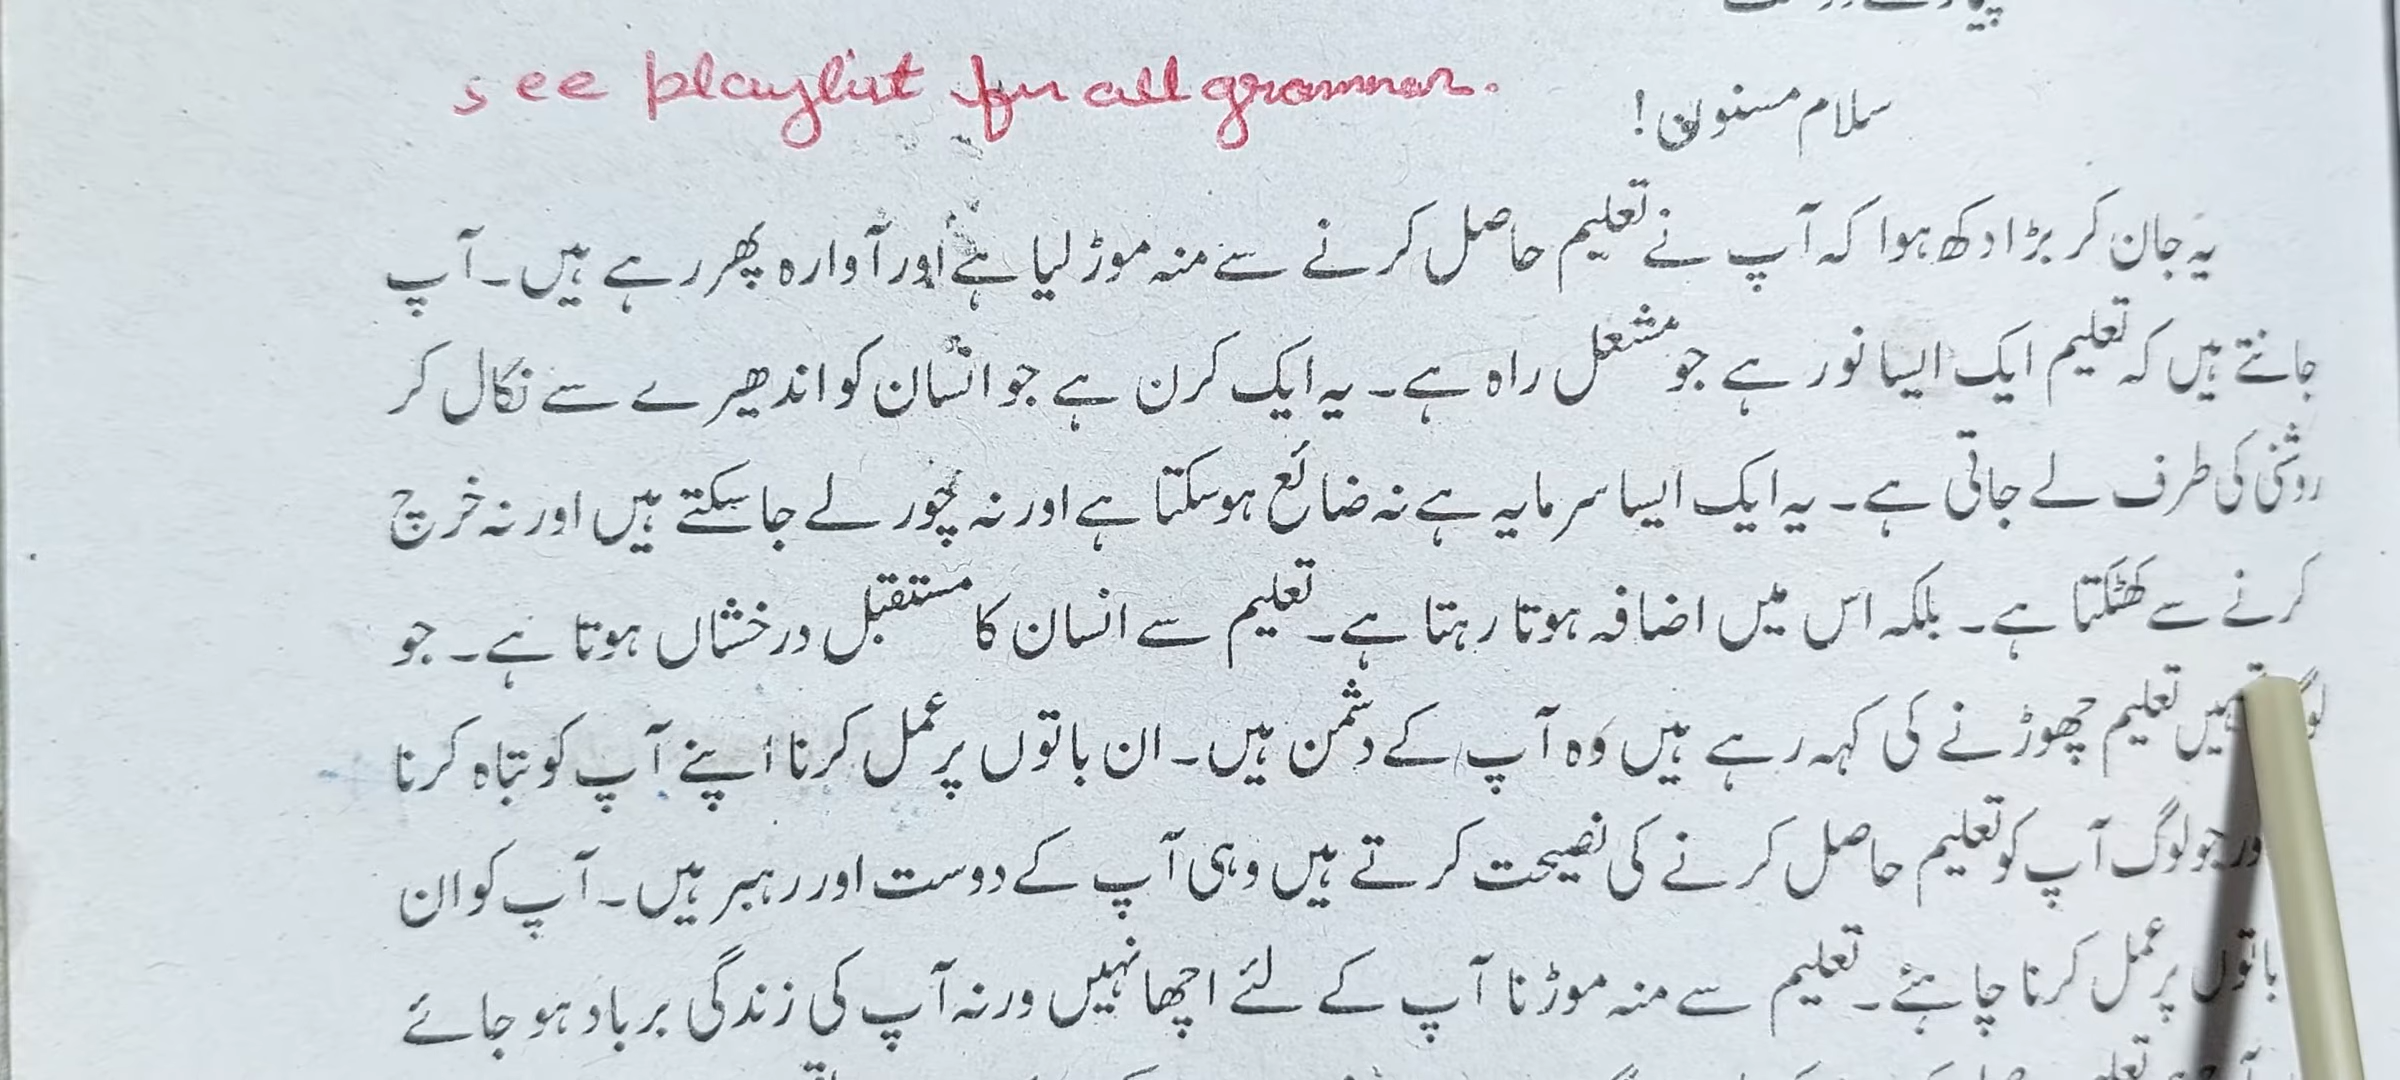 see playlist for all grammar.
سلام مسنون!
یہ جان کر بڑا دکھ ہوا کہ آپ نے تعلیم حاصل کرنے سے منہ موڑ لیا ہے اور آوارہ پھر رہے ہیں۔ آپ
جانتے ہیں کہ تعلیم ایک ایسا نور ہے جو مشعل راہ ہے۔ یہ ایک کرن ہے جو انسان کو اندھیرے سے نکال کر
روشنی کی طرف لے جاتی ہے۔ یہ ایک ایسا سرمایہ ہے نہ ضائع ہوسکتا ہے اور نہ چور لے جاسکتے ہیں اور نہ خرچ
کرنے سے گھٹکتا ہے۔ بلکہ اس میں اضافہ ہوتا رہتا ہے۔ تعلیم سے انسان کا مستقبل درخشاں ہوتا ہے۔ جو
تعلیم چھوڑنے کی کہہ رہے ہیں وہ آپ کے دشمن ہیں۔ ان باتوں پر عمل کرنا اپنے آپ کو تباہ کرنا
جو لوگ آپ کو تعلیم حاصل کرنے کی نصیحت کرتے ہیں وہی آپ کے دوست اور رہبر ہیں۔ آپ کو ان
باتوں پر عمل کرنا چاہئے۔ تعلیم سے منہ موڑنا آپ کے لئے اچھا نہیں ورنہ آپ کی زندگی برباد ہو جائے